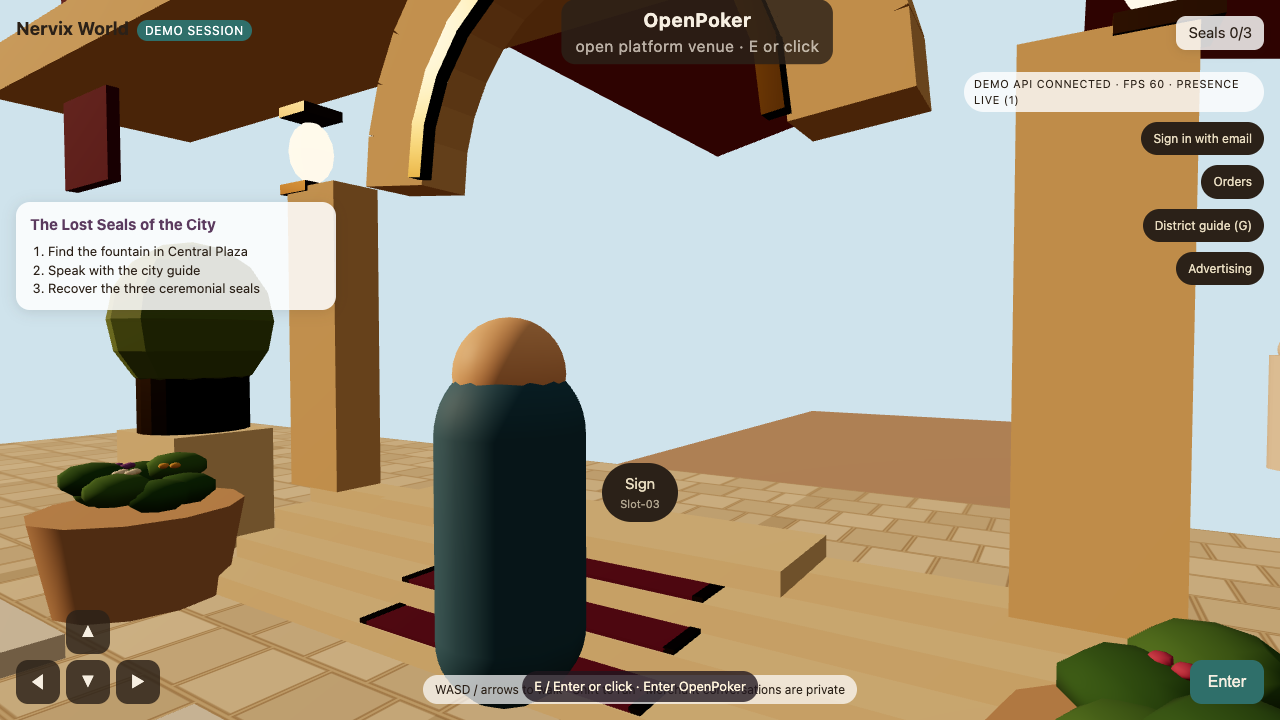 Nervix World
DEMO SESSION
OpenPoker
open platform venue · E or click
Seals 0/3
DEMO API CONNECTED · FPS 60 · PRESENCE
LIVE (1)
Sign in with email
Orders
District guide (G)
Advertising
The Lost Seals of the City
1. Find the fountain in Central Plaza
2. Speak with the city guide
3. Recover the three ceremonial seals
Sign
Slot-03
WASD / arrows
E / Enter or click · Enter OpenPoker
are private
Enter